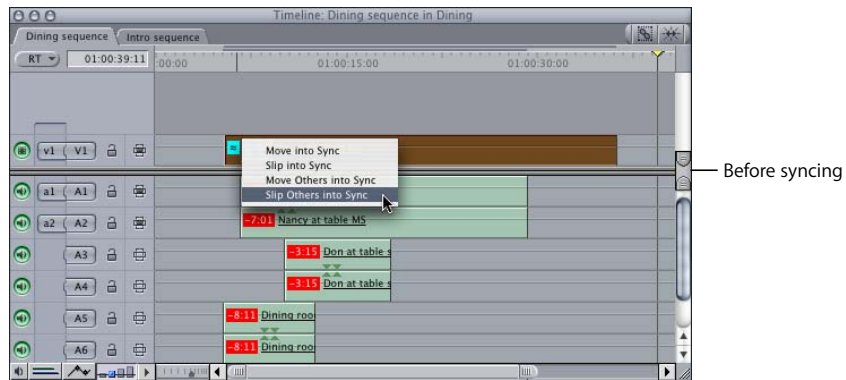 Timeline: Dining sequence in Dining
Dining sequence
Intro sequence
RT
01:00:39:11
:00:00
01:00:15:00
01:00:30:00
v1
V1
Move into Sync
Slip into Sync
Move Others into Sync
Slip Others into Sync
Before syncing
a1
A1
a2
A2
-7:01
Nancy at table MS
A3
-3:15
Don at table s
A4
-3:15
Don at table s
A5
-8:11
Dining roo
A6
-8:11
Dining roo